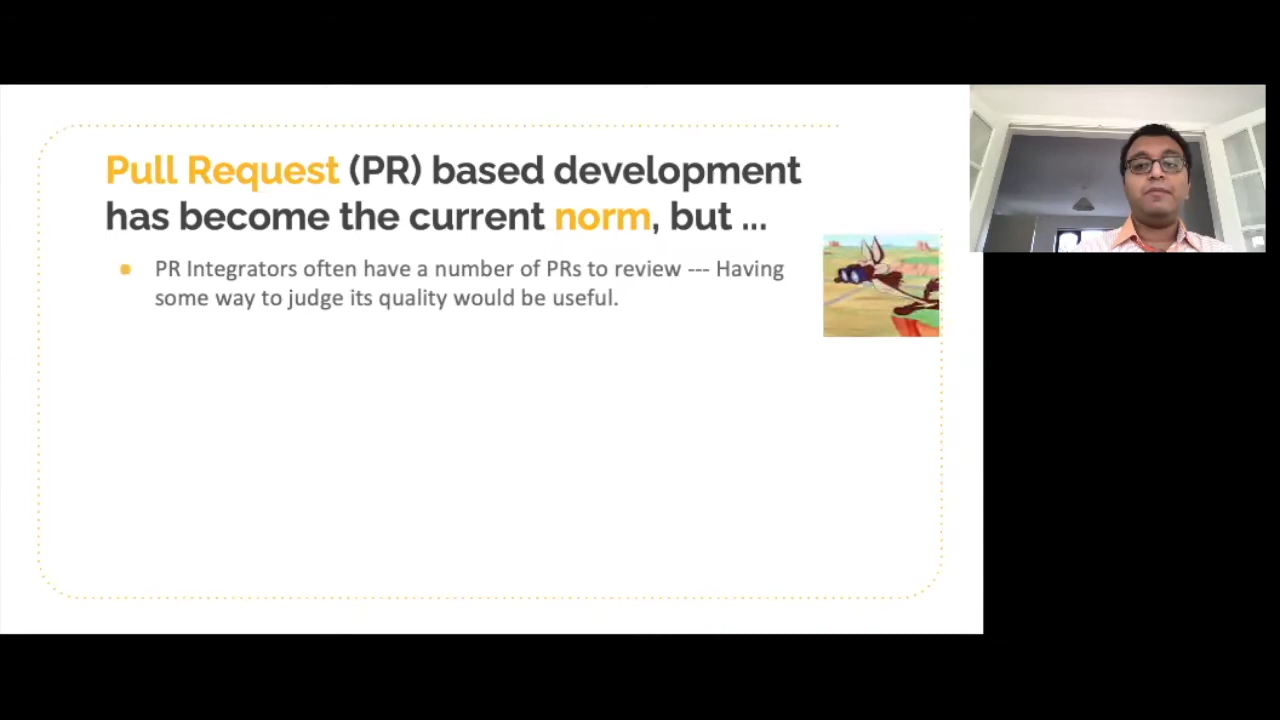 Pull Request (PR) based development
has become the current norm, but ...
PR Integrators often have a number of PRs to review --- Having
some way to judge its quality would be useful.